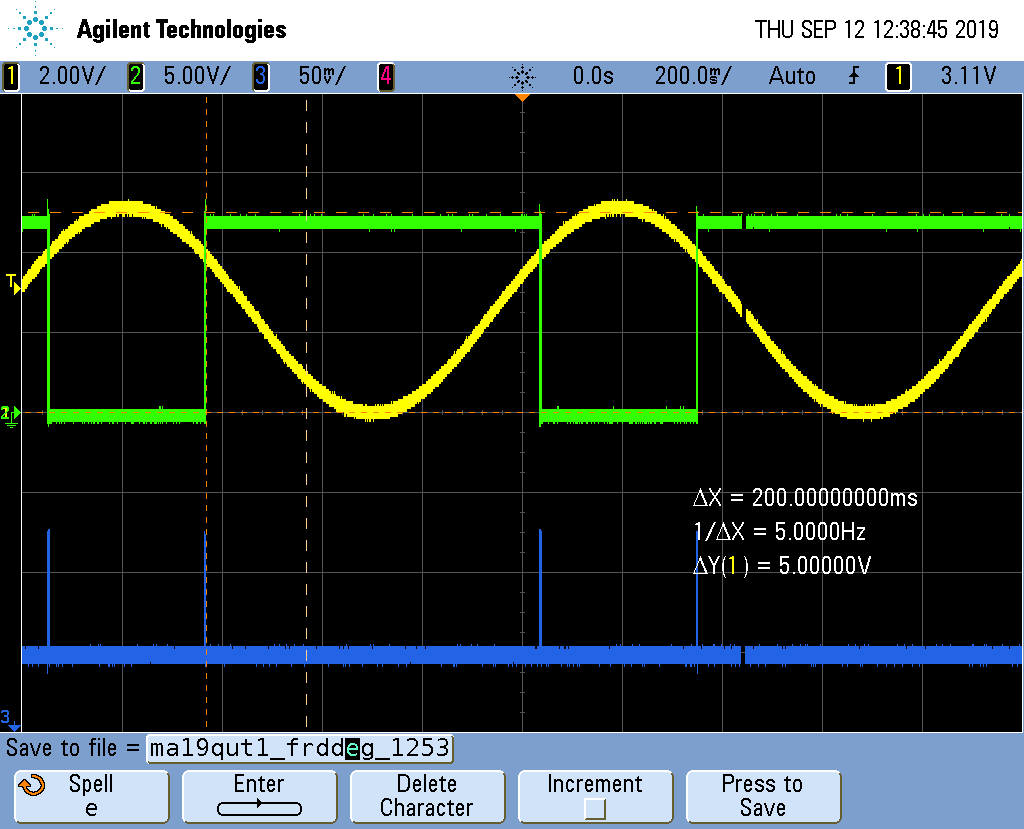 Agilent Technologies THU SEP 12 12:38:45 2019
1 2.00V/ 2 5.00V/ 3 50mV/ 4 0.0s 200.0ms/ Auto 1 3.11V
T
2
ΔX = 200.00000000ms
1/ΔX = 5.0000Hz
ΔY(1) = 5.00000V
3
Save to file = ma19qut1_frddeg_1253
Spell Enter Delete Increment Press to
e Character Save